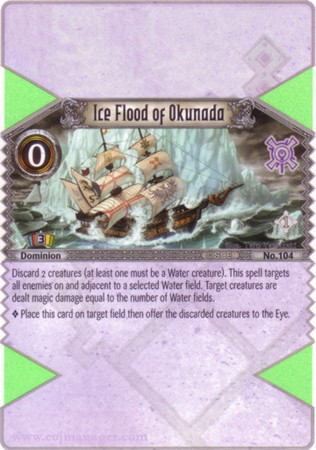 Ice Flood of Okunada
0
1
3
Dominion
No.104
Discard 2 creatures (at least one must be a Water creature). This spell targets
all enemies on and adjacent to a selected Water field. Target creatures are
dealt magic damage equal to the number of Water fields.
❖ Place this card on target field then offer the discarded creatures to the Eye.
www.cujmanager.com